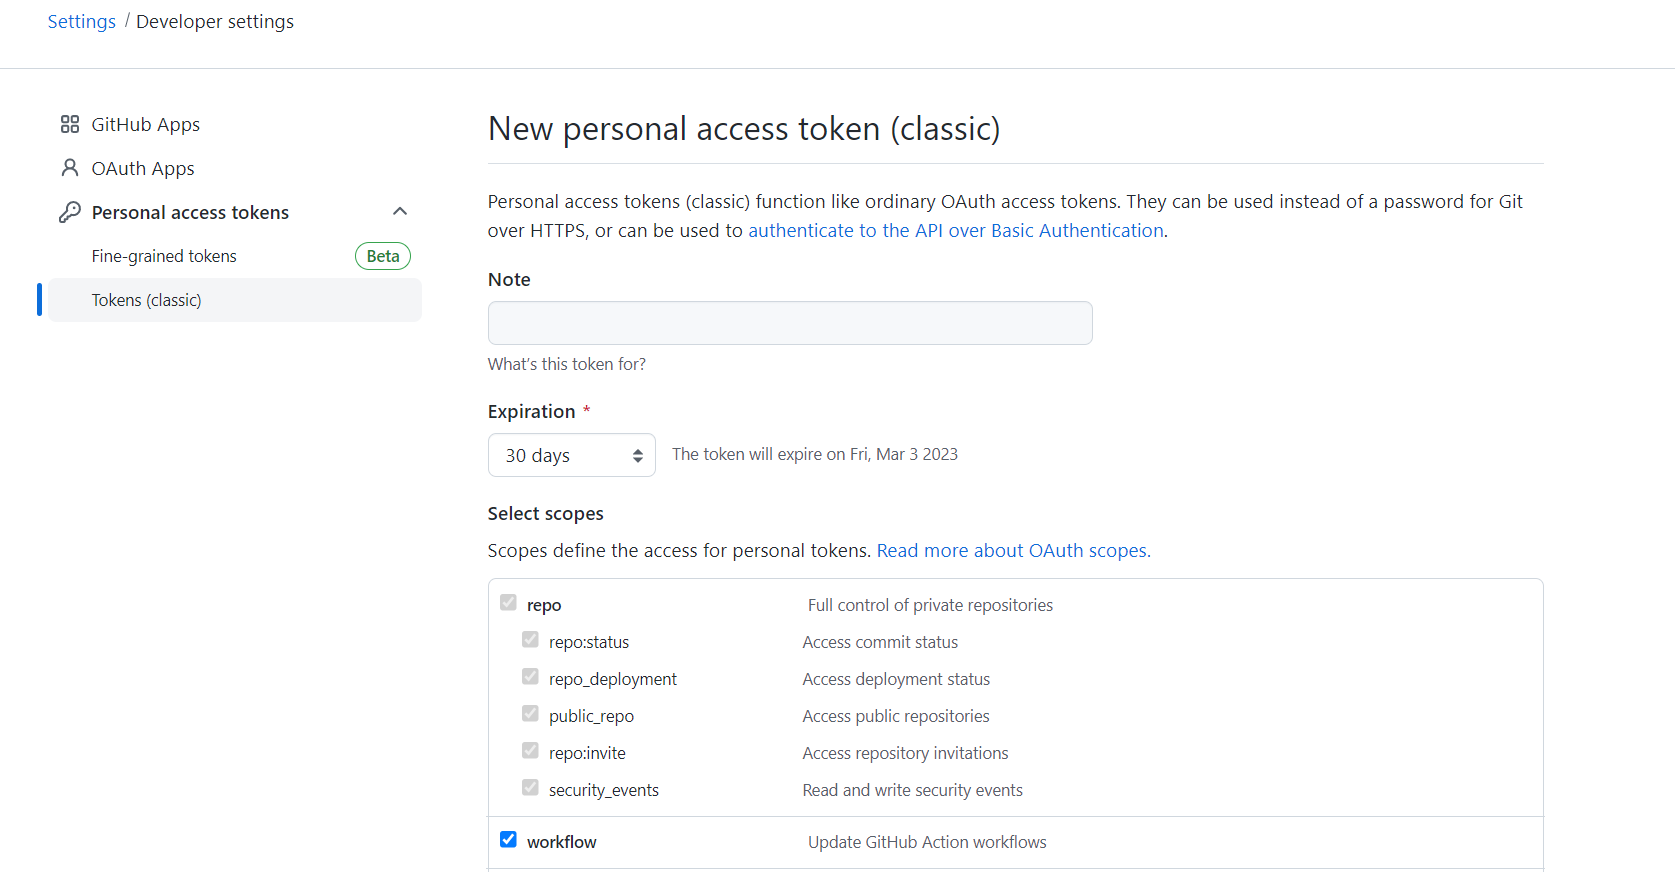 Settings / Developer settings
GitHub Apps
OAuth Apps
Personal access tokens
Fine-grained tokens Beta
Tokens (classic)
New personal access token (classic)
Personal access tokens (classic) function like ordinary OAuth access tokens. They can be used instead of a password for Git
over HTTPS, or can be used to authenticate to the API over Basic Authentication.
Note
What's this token for?
Expiration *
30 days The token will expire on Fri, Mar 3 2023
Select scopes
Scopes define the access for personal tokens. Read more about OAuth scopes.
repo Full control of private repositories
repo:status Access commit status
repo_deployment Access deployment status
public_repo Access public repositories
repo:invite Access repository invitations
security_events Read and write security events
workflow Update GitHub Action workflows